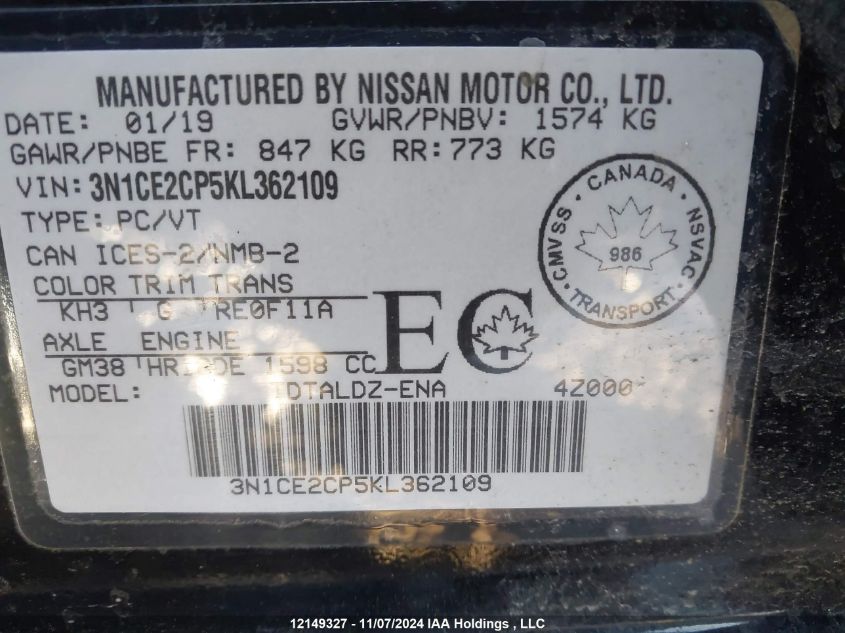 MANUFACTURED BY NISSAN MOTOR CO., LTD.
DATE: 01/19 GVWR/PNBV: 1574 KG
GAWR/PNBE FR: 847 KG RR: 773 KG
VIN: 3N1CE2CP5KL362109
TYPE: PC/VT
CAN ICES-2/NMB-2
COLOR TRIM TRANS
KH3 G RE0F11A
AXLE ENGINE
GM38 1598 CC
MODEL: 4Z000
EC
CMVSS · CANADA · NSVAC · TRANSPORT ·
986
3N1CE2CP5KL362109
12149327 - 11/07/2024 IAA Holdings , LLC